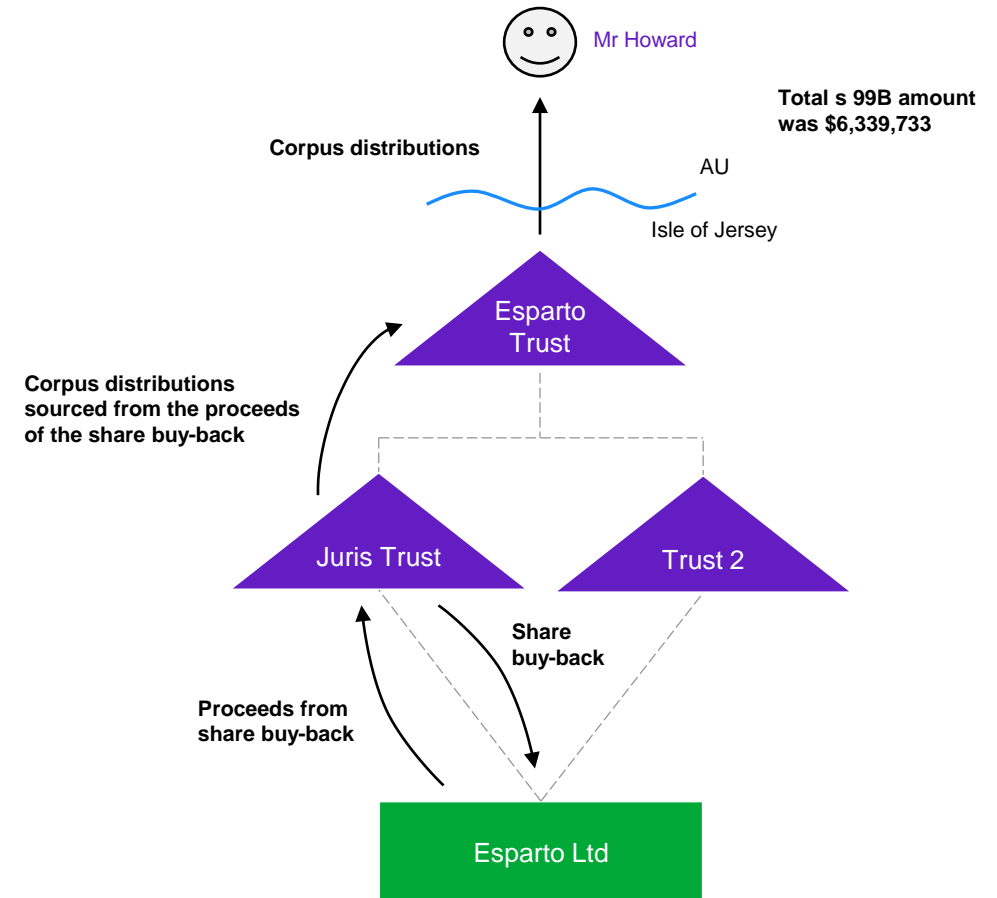 Mr Howard
Total s 99B amount
was $6,339,733
Corpus distributions
AU
Isle of Jersey
Esparto
Trust
Corpus distributions
sourced from the proceeds
of the share buy-back
Juris Trust
Trust 2
Share
buy-back
Proceeds from
share buy-back
Esparto Ltd